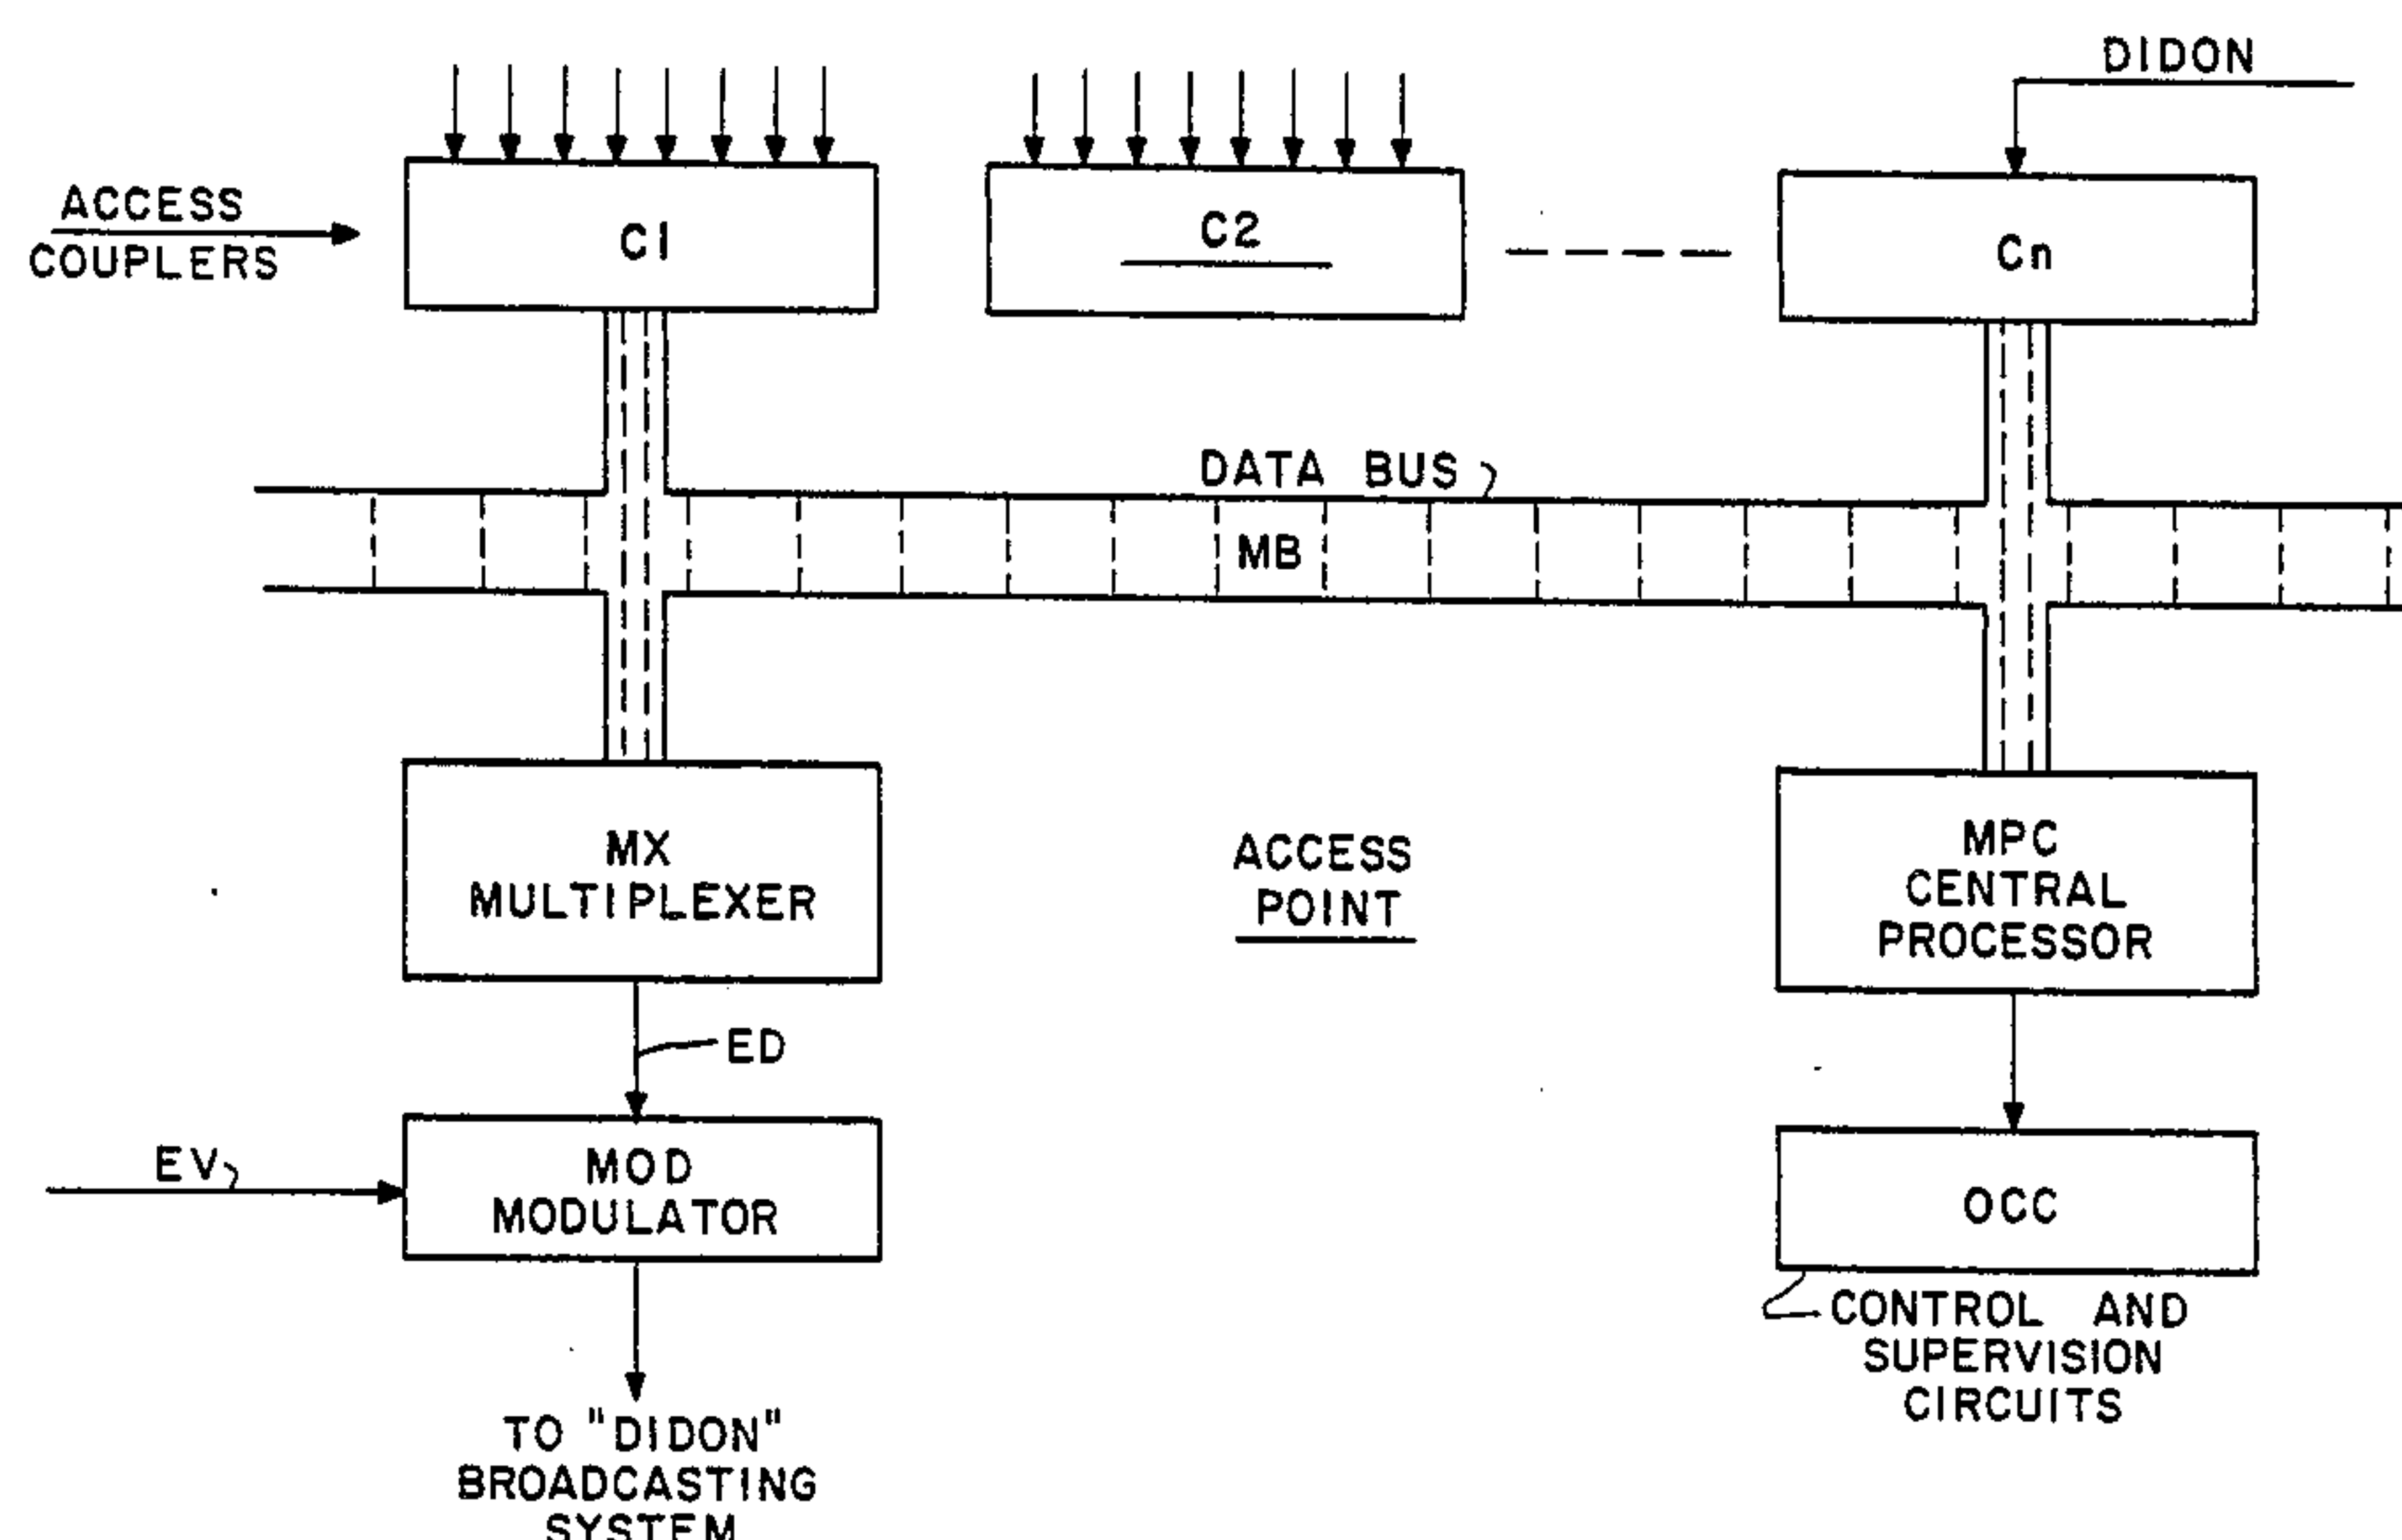 DIDON
ACCESS
COUPLERS
C1
C2
Cn
DATA BUS
MB
MX
MULTIPLEXER
ACCESS
POINT
MPC
CENTRAL
PROCESSOR
ED
EV
MOD
MODULATOR
OCC
CONTROL AND
SUPERVISION
CIRCUITS
TO "DIDON"
BROADCASTING
SYSTEM